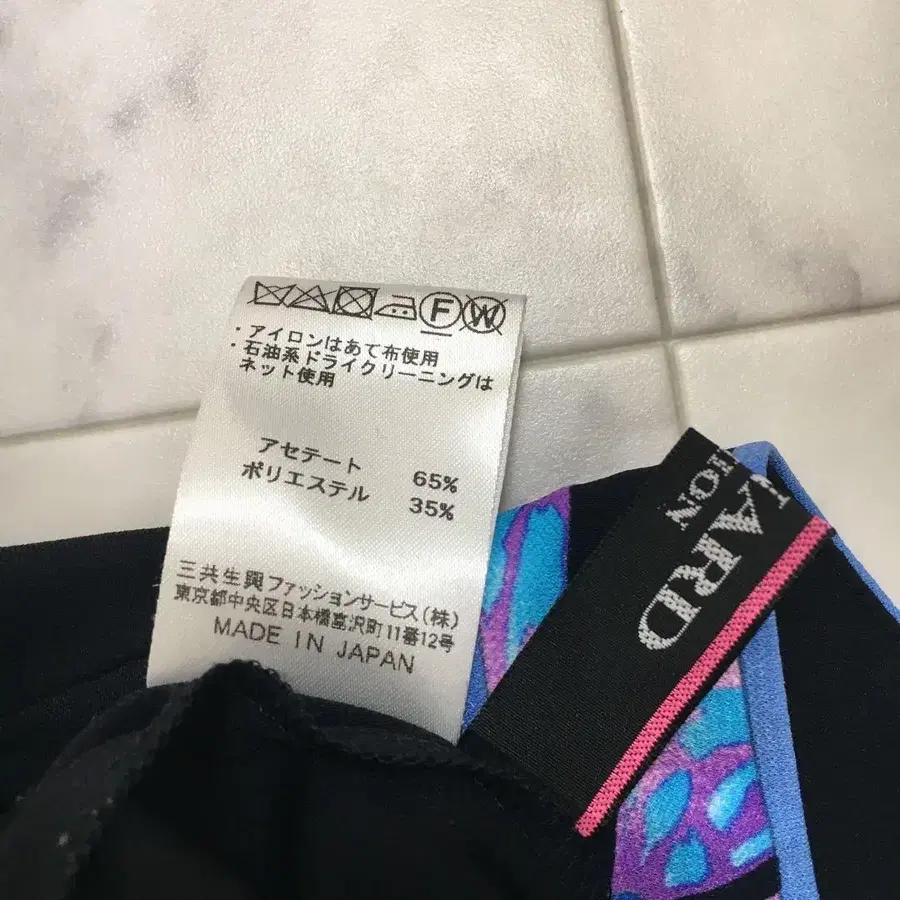 F W
・アイロンはあて布使用
・石油系ドライクリーニングは
ネット使用
アセテート 65%
ポリエステル 35%
三共生興ファッションサービス(株)
東京都中央区日本橋富沢町11番12号
MADE IN JAPAN
NARD
ION